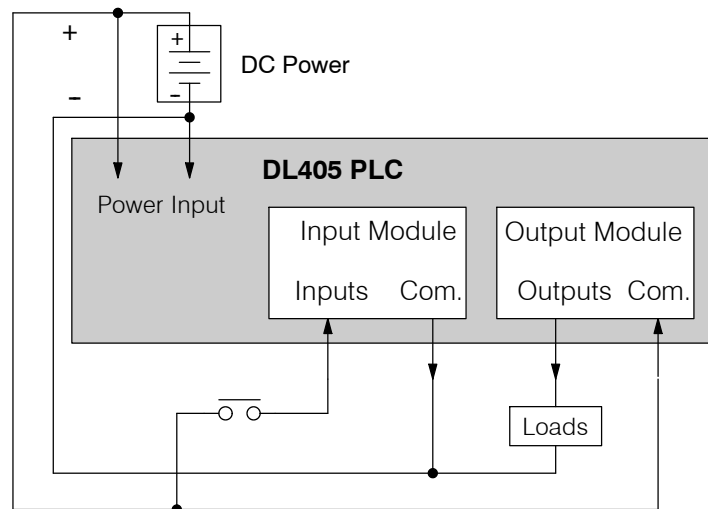 +
+
DC Power
–
-
DL405 PLC
Power Input
Input Module
Output Module
Inputs Com.
Outputs Com.
Loads